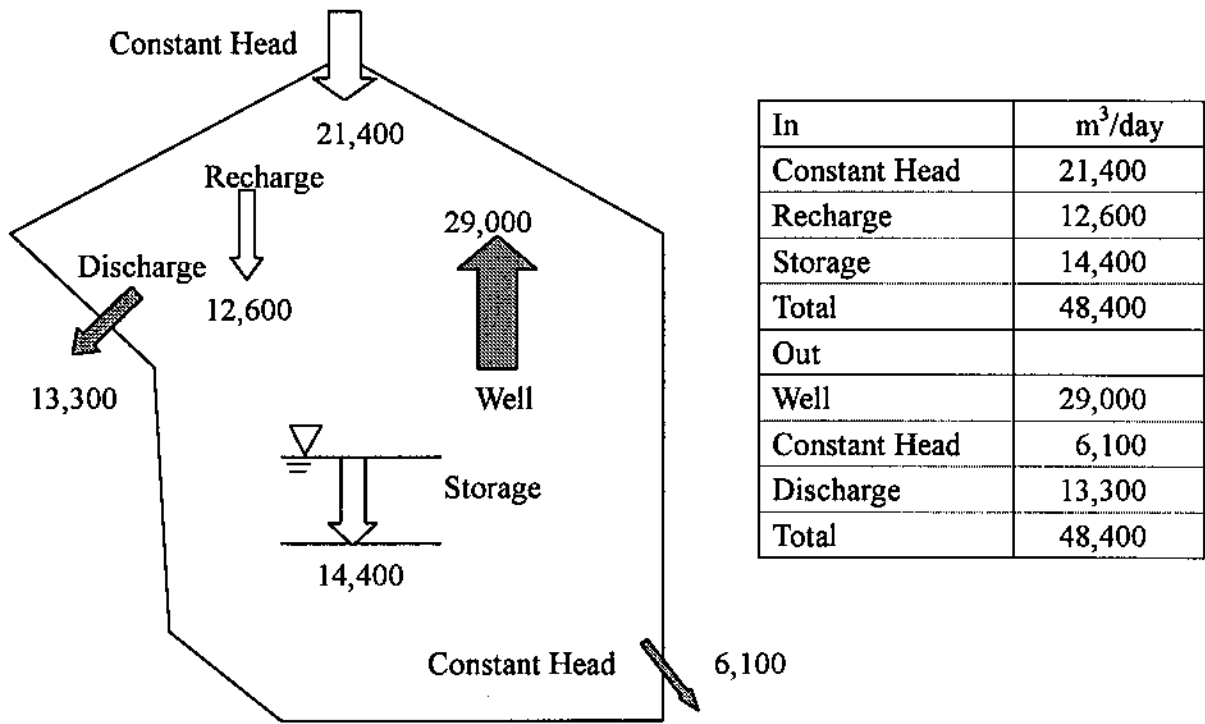 Constant Head
21,400
Recharge
29,000
Discharge
12,600
13,300
Well
Storage
14,400
Constant Head 6,100
In m³/day
Constant Head 21,400
Recharge 12,600
Storage 14,400
Total 48,400
Out
Well 29,000
Constant Head 6,100
Discharge 13,300
Total 48,400